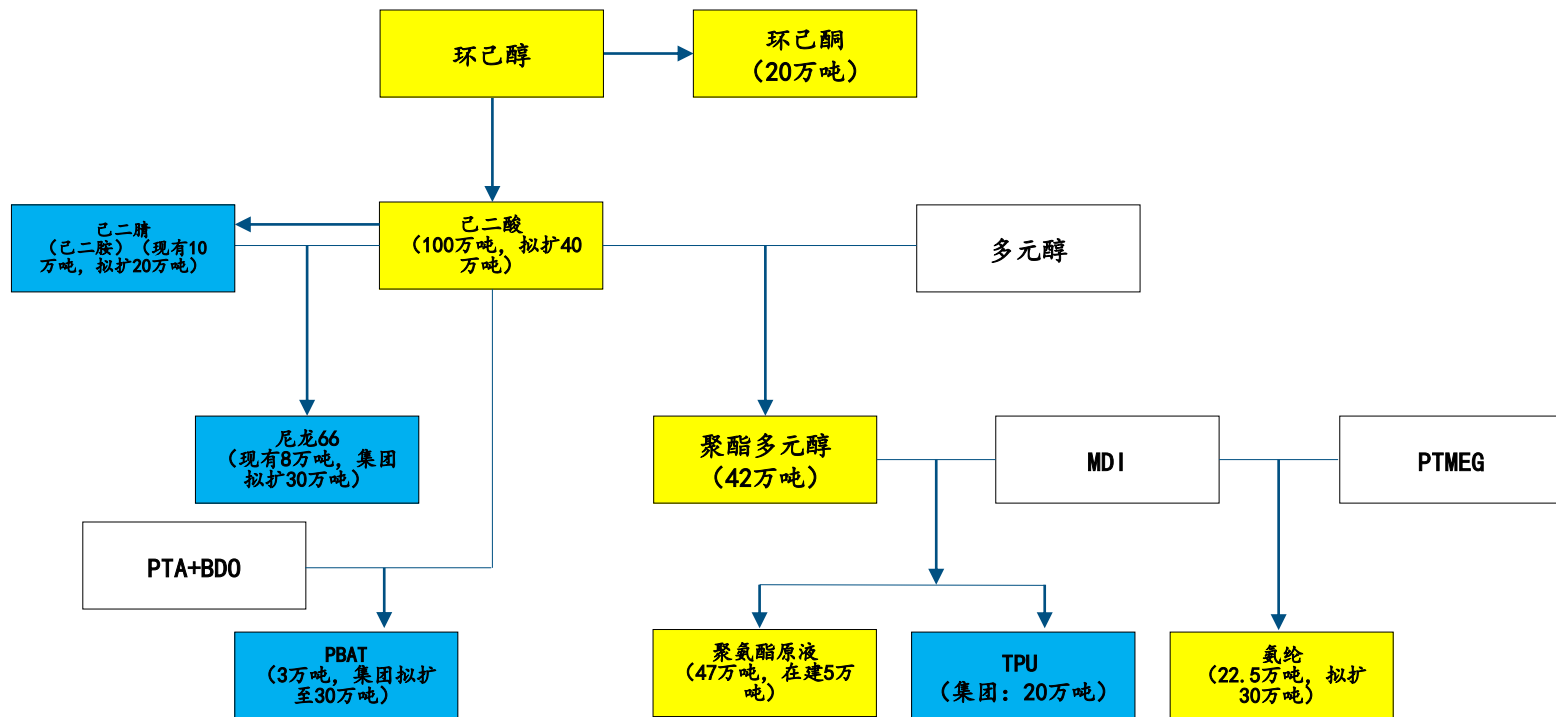 环己醇
环己酮
（20万吨）
己二腈
（己二胺）（现有10
万吨，拟扩20万吨）
己二酸
（100万吨，拟扩40
万吨）
多元醇
尼龙66
（现有8万吨，集团
拟扩30万吨）
聚酯多元醇
（42万吨）
MDI
PTMEG
PTA+BDO
PBAT
（3万吨，集团拟扩
至30万吨）
聚氨酯原液
（47万吨，在建5万
吨）
TPU
（集团：20万吨）
氨纶
（22.5万吨，拟扩
30万吨）